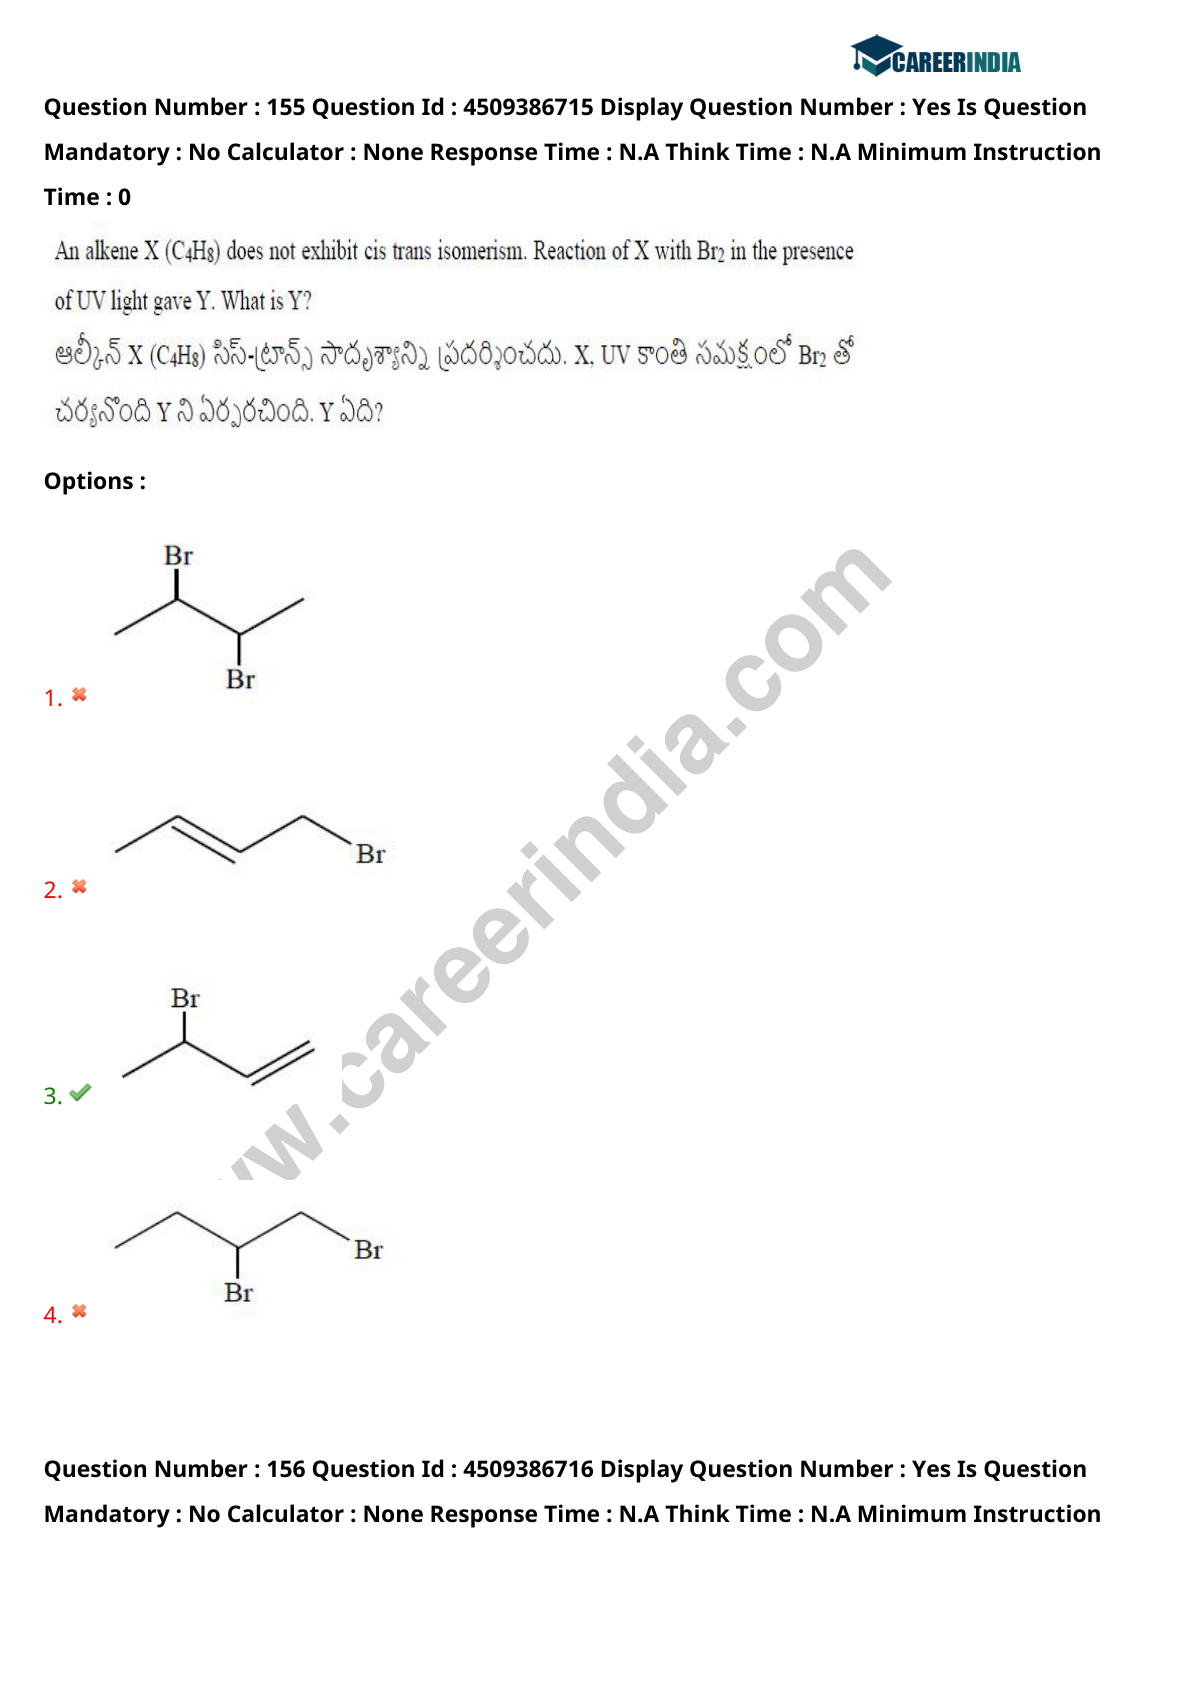 CAREERINDIA
Question Number : 155 Question Id : 4509386715 Display Question Number : Yes Is Question
Mandatory : No Calculator : None Response Time : N.A Think Time : N.A Minimum Instruction
Time : 0
An alkene X (C4H8) does not exhibit cis trans isomerism. Reaction of X with Br2 in the presence
of UV light gave Y. What is Y?
ఆల్కీన్ X (C4H8) సిస్-ట్రాన్స్ సాదృశ్యాన్ని ప్రదర్శించదు. X, UV కాంతి సమక్షంలో Br2 తో
చర్యనొంది Y ని ఏర్పరచింది. Y ఏది?
Options :
Br
Br
1.
Br
2.
Br
3.
Br
Br
4.
www.careerindia.com
Question Number : 156 Question Id : 4509386716 Display Question Number : Yes Is Question
Mandatory : No Calculator : None Response Time : N.A Think Time : N.A Minimum Instruction